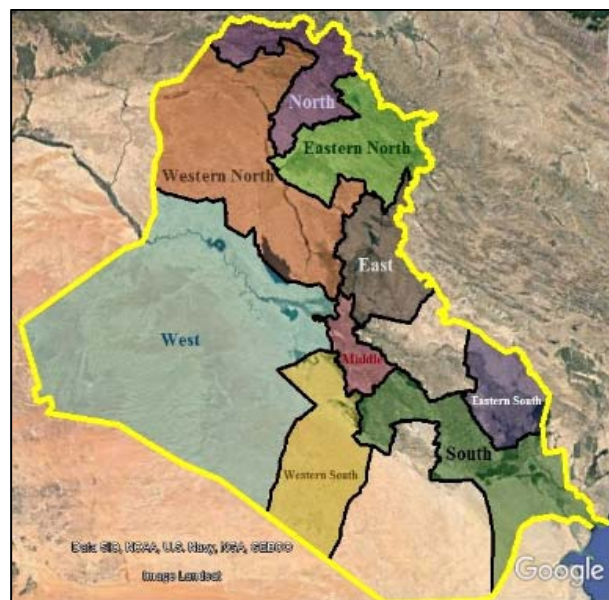 North
Eastern North
Western North
East
West
Middle
Eastern South
South
Western South
Data SIO, NOAA, U.S. Navy, NGA, GEBCO
Image Landsat
Google